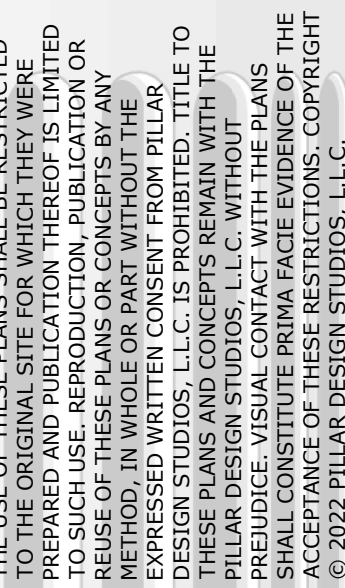 THE USE OF THESE PLANS SHALL BE RESTRICTED
TO THE ORIGINAL SITE FOR WHICH THEY WERE
PREPARED AND PUBLICATION THEREOF IS LIMITED
TO SUCH USE. REPRODUCTION, PUBLICATION OR
REUSE OF THESE PLANS OR CONCEPTS BY ANY
METHOD, IN WHOLE OR PART WITHOUT THE
EXPRESSED WRITTEN CONSENT FROM PILLAR
DESIGN STUDIOS, L.L.C. IS PROHIBITED. TITLE TO
THESE PLANS AND CONCEPTS REMAIN WITH THE
PILLAR DESIGN STUDIOS, L.L.C. WITHOUT
PREJUDICE. VISUAL CONTACT WITH THE PLANS
SHALL CONSTITUTE PRIMA FACIE EVIDENCE OF THE
ACCEPTANCE OF THESE RESTRICTIONS. COPYRIGHT
© 2022 PILLAR DESIGN STUDIOS, L.L.C.